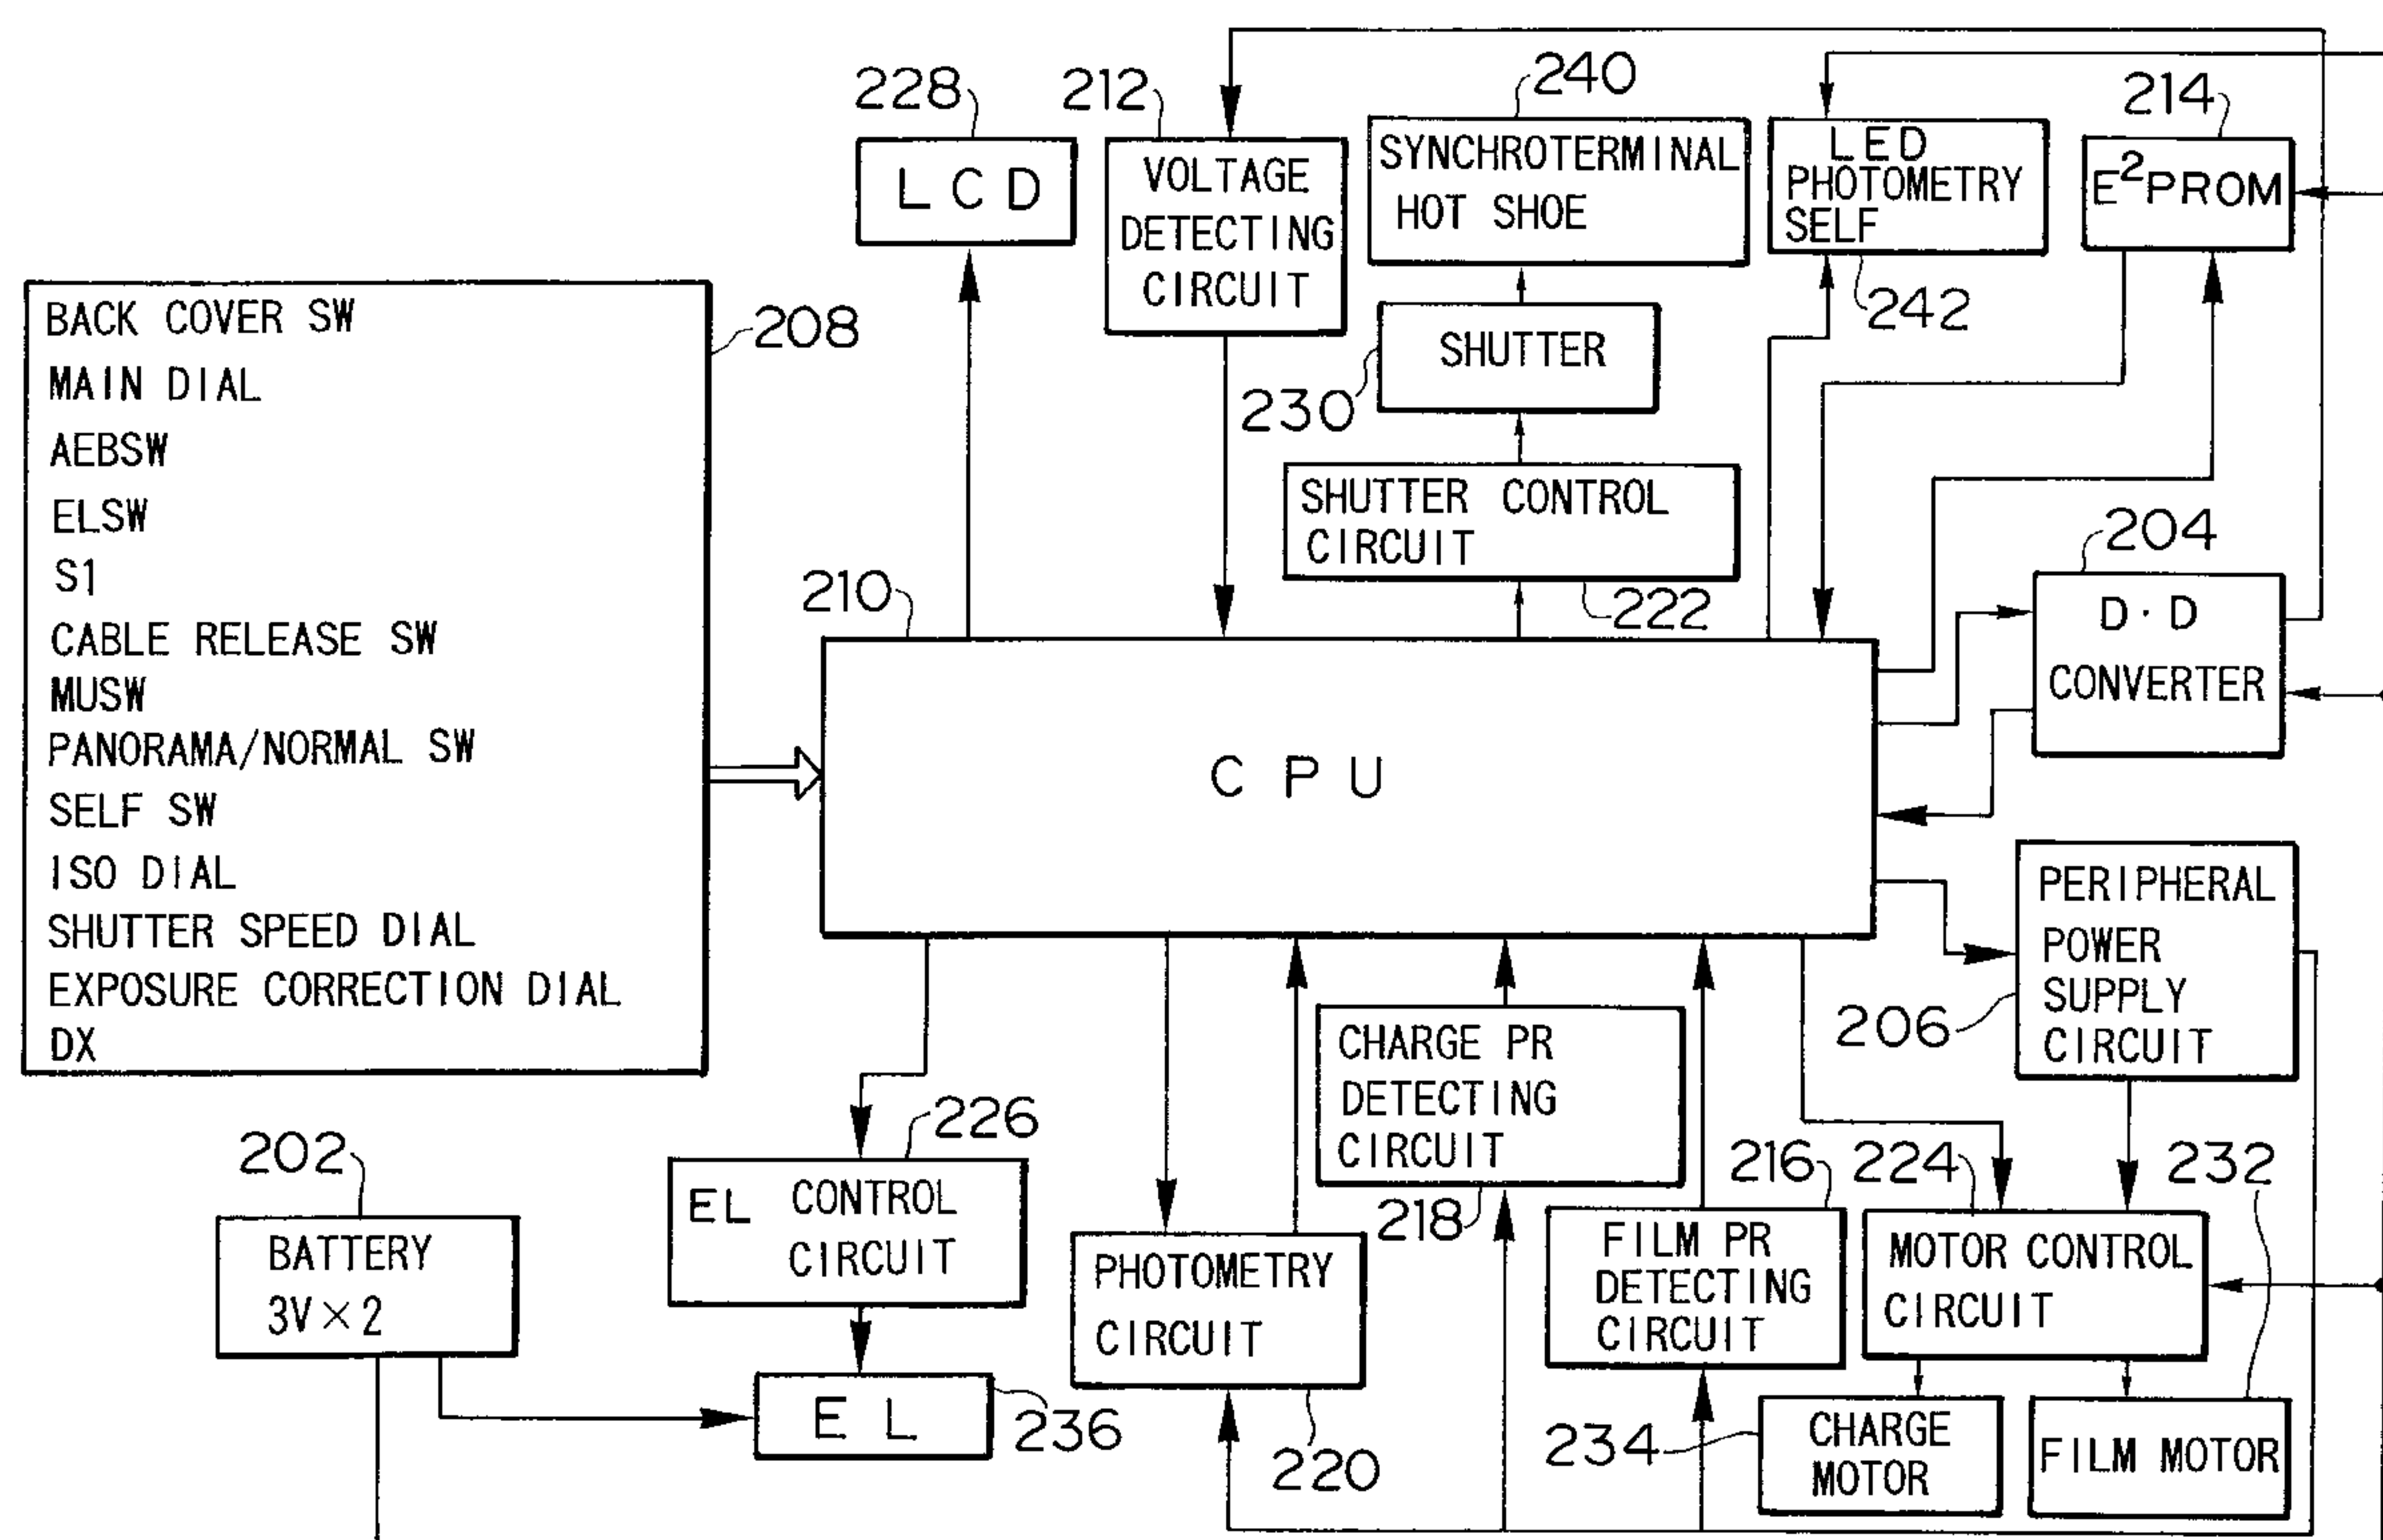 240
228
212
214
LCD
VOLTAGE
DETECTING
CIRCUIT
SYNCHROTERMINAL
HOT SHOE
LED
PHOTOMETRY
SELF
E²PROM
242
BACK COVER SW
MAIN DIAL
AEBSW
ELSW
S1
CABLE RELEASE SW
MUSW
PANORAMA/NORMAL SW
SELF SW
ISO DIAL
SHUTTER SPEED DIAL
EXPOSURE CORRECTION DIAL
DX
208
SHUTTER
230
SHUTTER CONTROL
CIRCUIT
222
210
CPU
204
D·D
CONVERTER
PERIPHERAL
POWER
SUPPLY
CIRCUIT
206
CHARGE PR
DETECTING
CIRCUIT
218
226
EL CONTROL
CIRCUIT
202
BATTERY
3V×2
EL
236
PHOTOMETRY
CIRCUIT
220
216
FILM PR
DETECTING
CIRCUIT
224
232
MOTOR CONTROL
CIRCUIT
234
CHARGE
MOTOR
FILM MOTOR